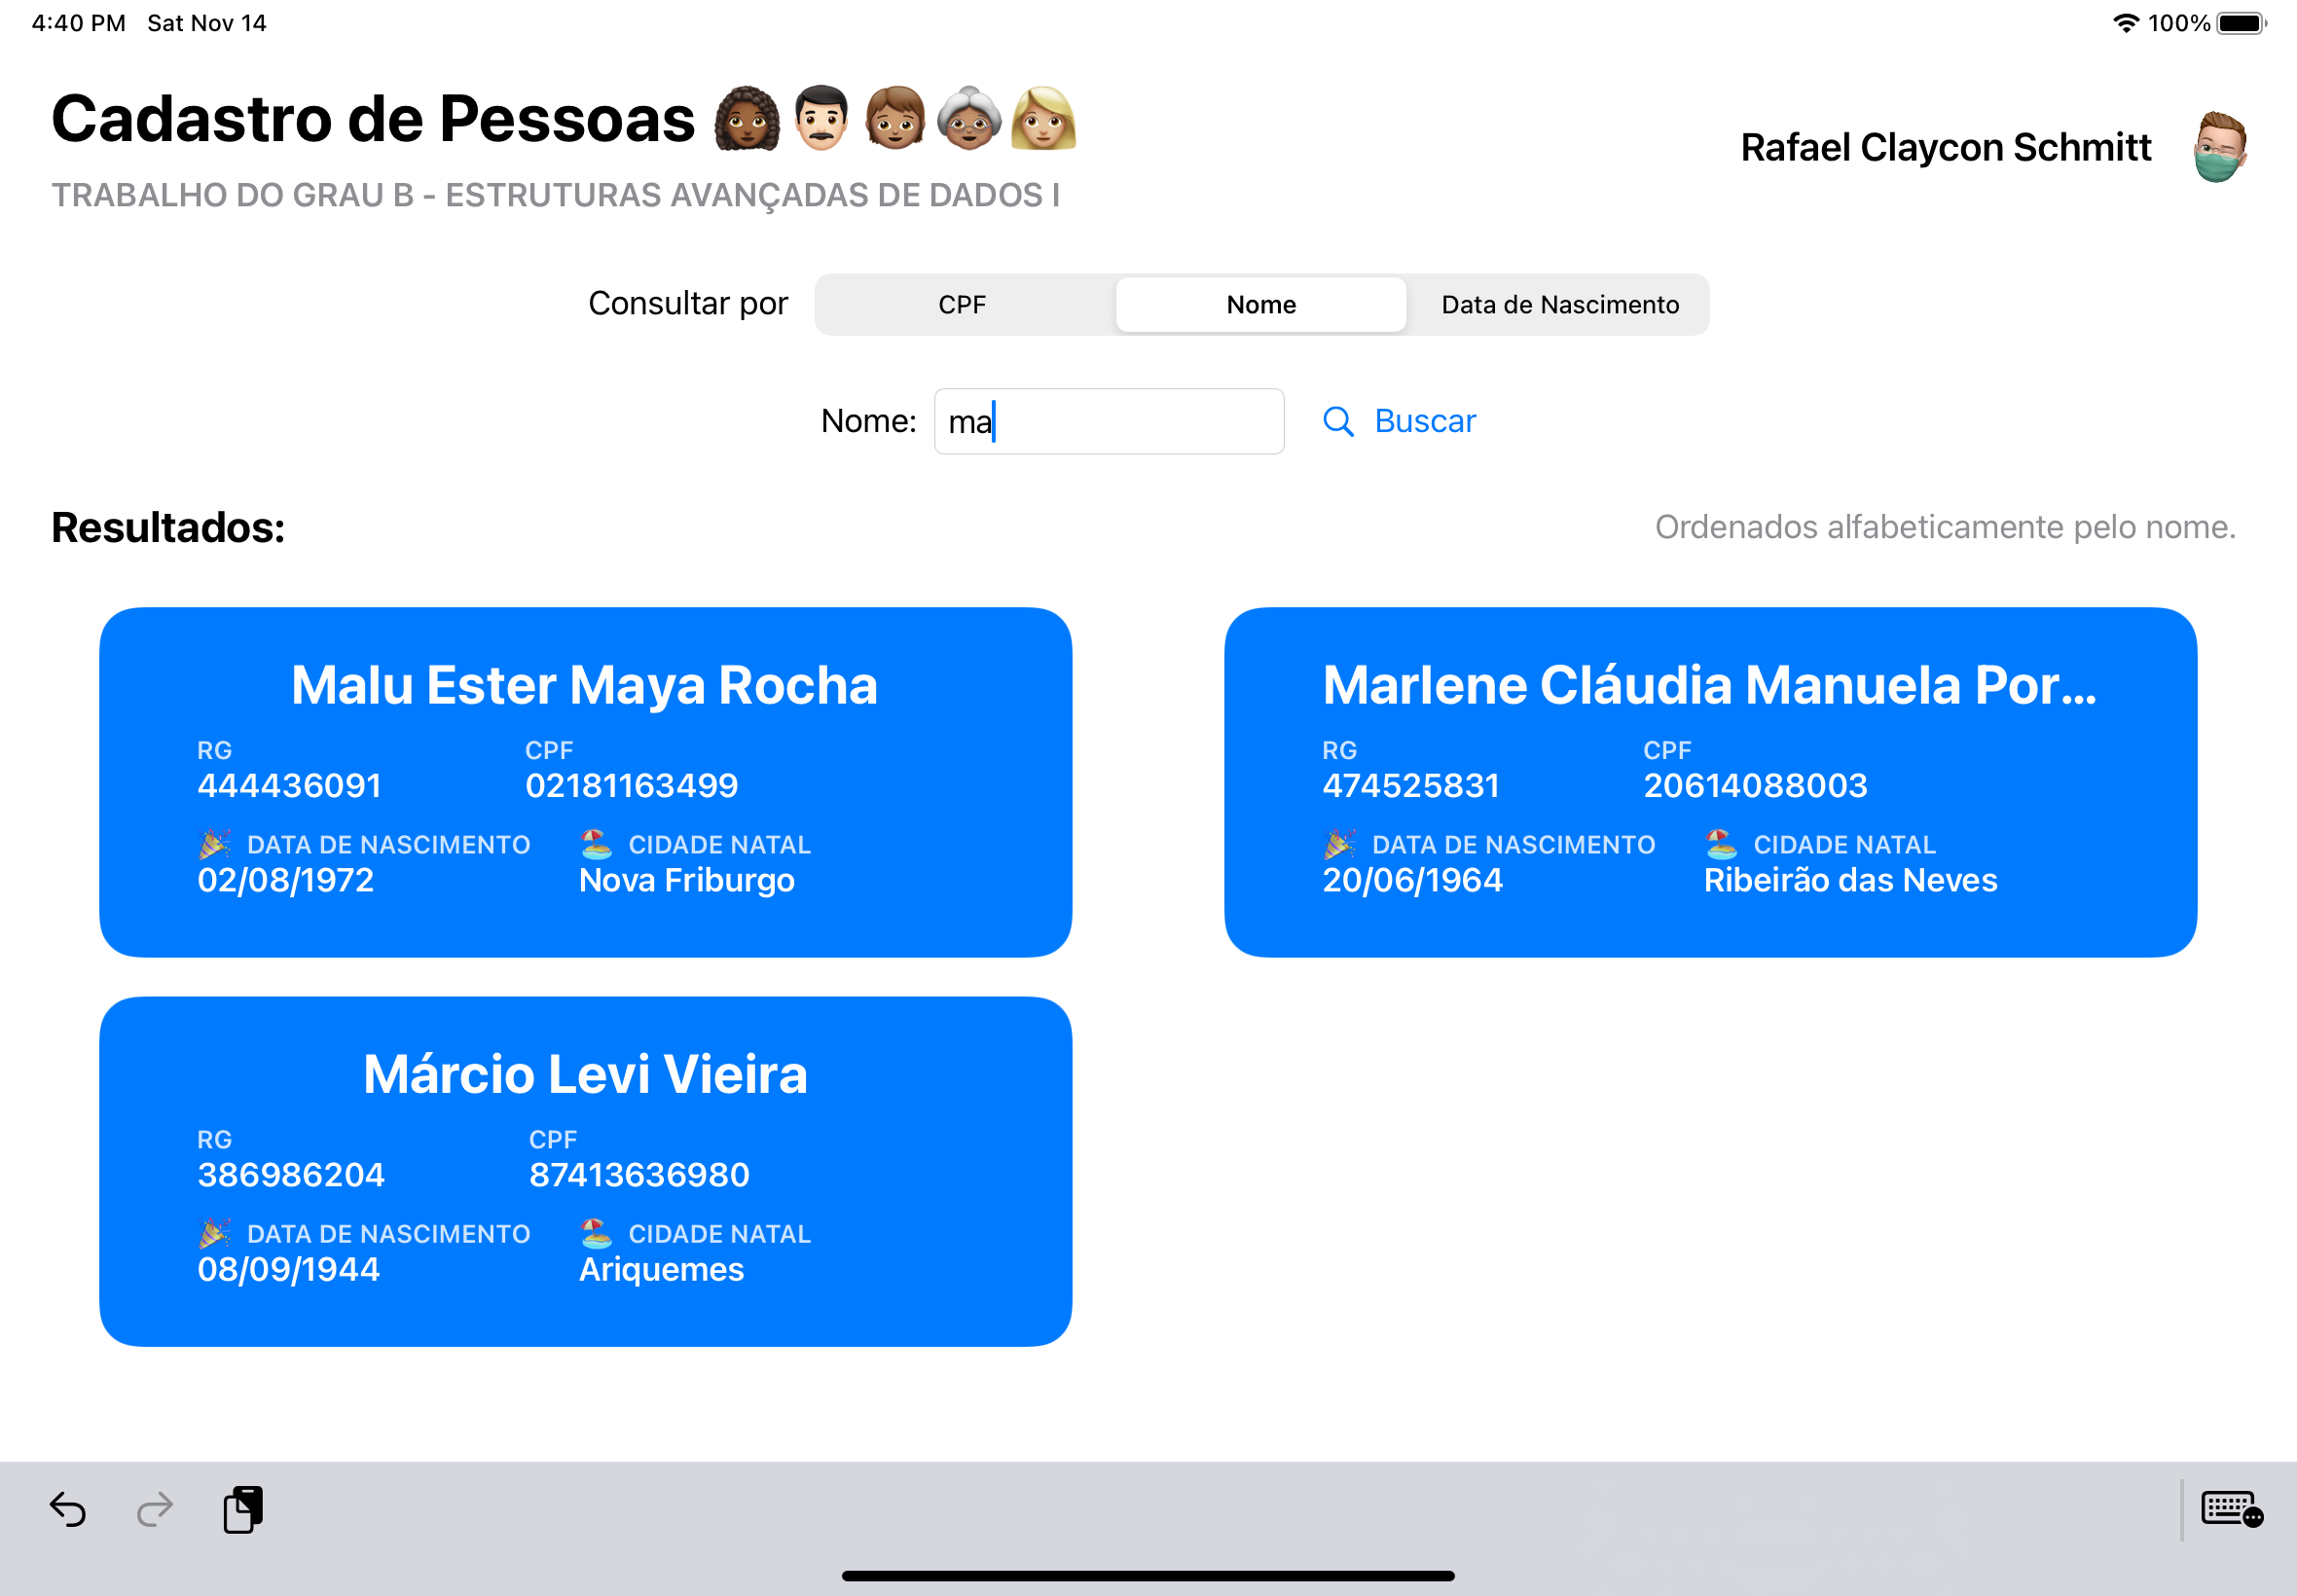 4:40 PM Sat Nov 14
100%
Cadastro de Pessoas
TRABALHO DO GRAU B - ESTRUTURAS AVANÇADAS DE DADOS I
Rafael Claycon Schmitt
Consultar por CPF Nome Data de Nascimento
Nome: ma Buscar
Resultados:
Ordenados alfabeticamente pelo nome.
Malu Ester Maya Rocha
RG CPF
444436091 02181163499
DATA DE NASCIMENTO CIDADE NATAL
02/08/1972 Nova Friburgo
Marlene Cláudia Manuela Por...
RG CPF
474525831 20614088003
DATA DE NASCIMENTO CIDADE NATAL
20/06/1964 Ribeirão das Neves
Márcio Levi Vieira
RG CPF
386986204 87413636980
DATA DE NASCIMENTO CIDADE NATAL
08/09/1944 Ariquemes